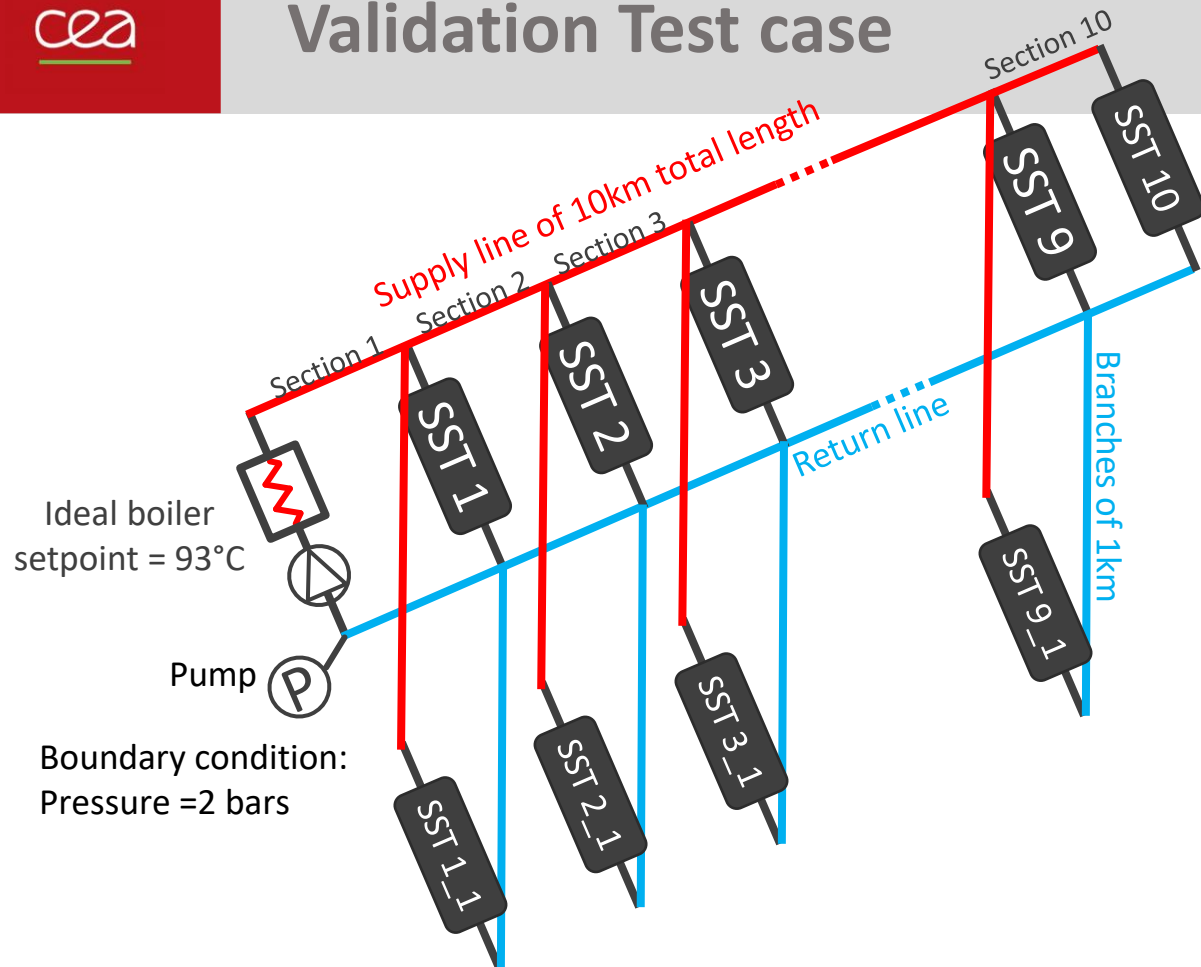 cea
Validation Test case
Section 10
Supply line of 10km total length
Section 3
Section 2
Section 1
SST 10
SST 9
SST 3
SST 2
SST 1
Ideal boiler
setpoint = 93°C
Return line
Branches of 1km
Pump
P
Boundary condition:
Pressure =2 bars
SST 9_1
SST 3_1
SST 2_1
SST 1_1